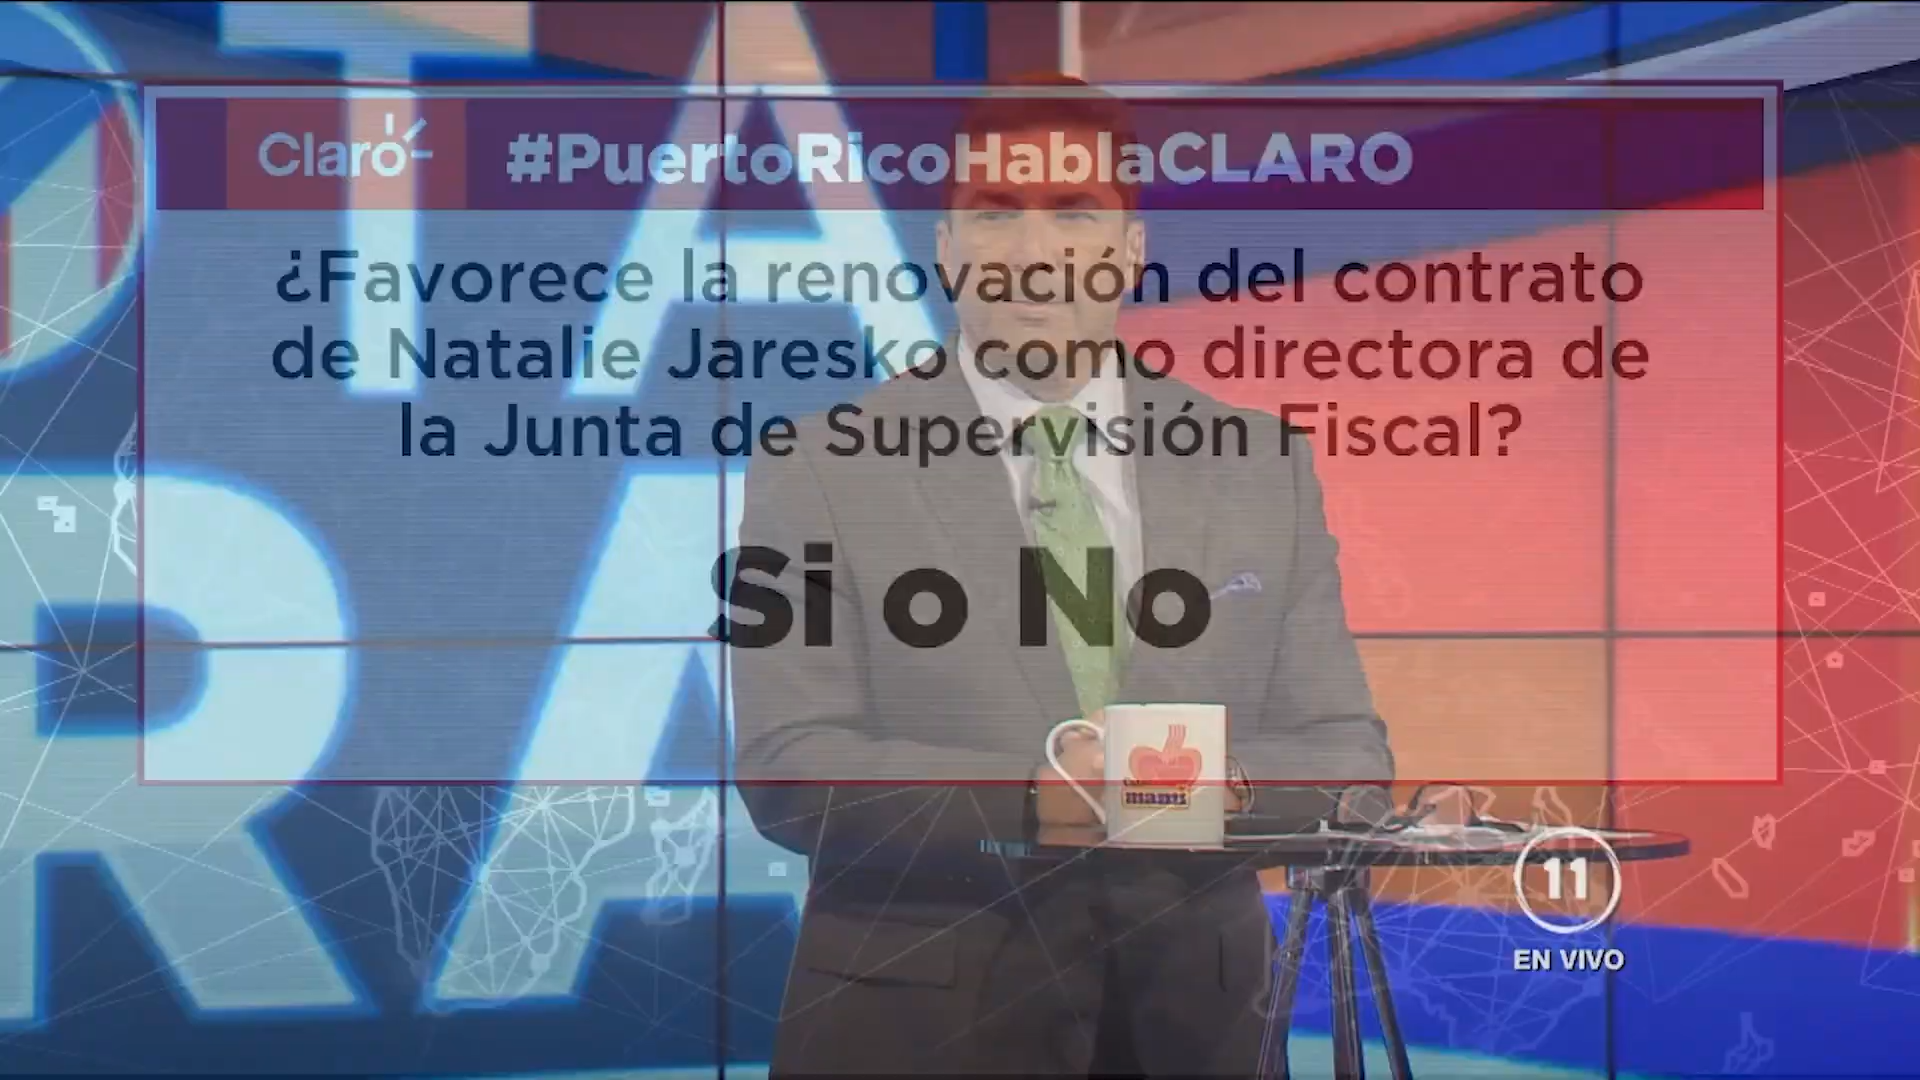 Claro
#PuertoRicoHablaCLARO
¿Favorece la renovación del contrato
de Natalie Jaresko como directora de
la Junta de Supervisión Fiscal?
Si o No
mami
11
EN VIVO